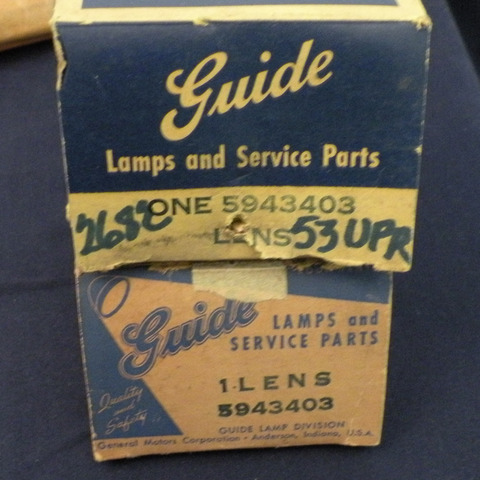 Guide
Lamps and Service Parts
ONE 5943403
LENS 53 UPR
Guide LAMPS and
SERVICE PARTS
1 LENS
5943403
Quality
and
Safety
GUIDE LAMP DIVISION
General Motors Corporation - Anderson, Indiana, U.S.A.